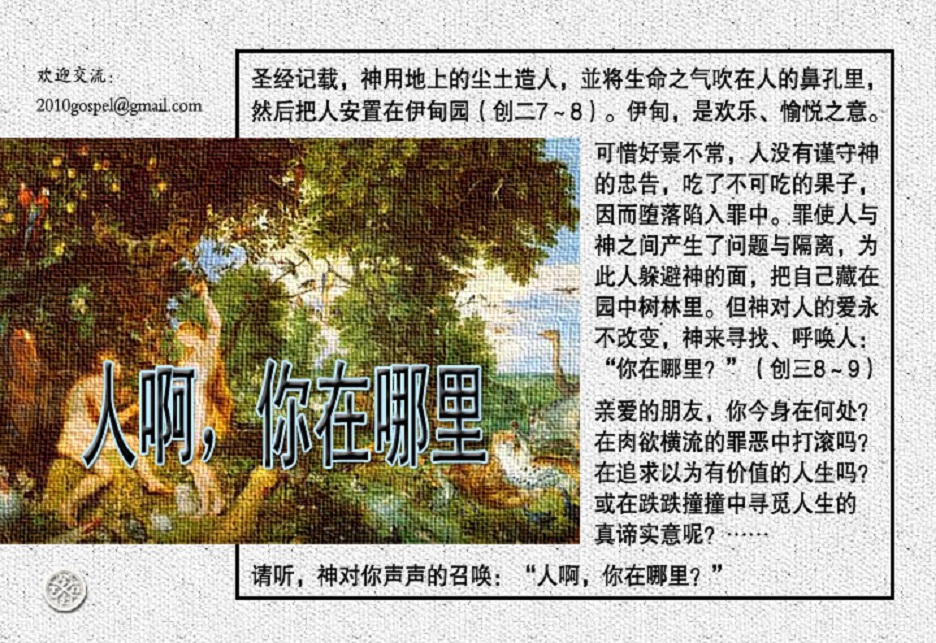 欢迎交流：
2010gospel@gmail.com
圣经记载，神用地上的尘土造人，並将生命之气吹在人的鼻孔里，
然后把人安置在伊甸园（创二7~8）。伊甸，是欢乐、愉悦之意。
可惜好景不常，人没有谨守神
的忠告，吃了不可吃的果子，
因而堕落陷入罪中。罪使人与
神之间产生了问题与隔离，为
此人躲避神的面，把自己藏在
园中树林里。但神对人的爱永
不改变，神来寻找、呼唤人：
“你在哪里？”（创三8~9）
人啊，你在哪里
亲爱的朋友，你今身在何处？
在肉欲横流的罪恶中打滚吗？
在追求以为有价值的人生吗？
或在跌跌撞撞中寻觅人生的
真谛实意呢？……
请听，神对你声声的召唤：“人啊，你在哪里？”